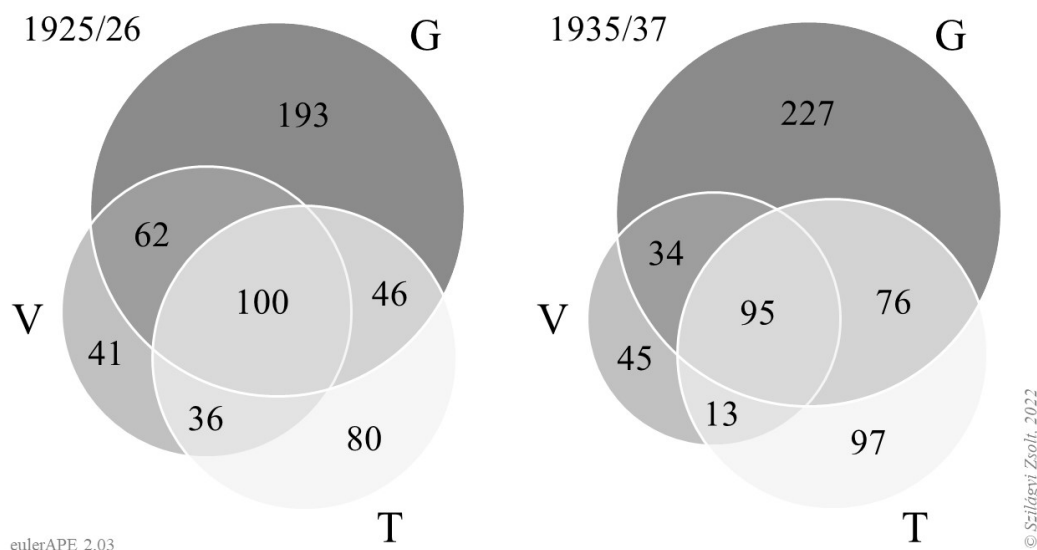 1925/26
G
193
62
100
46
V
41
36
80
T
eulerAPE 2.03
1935/37
G
227
34
95
76
V
45
13
97
T
© Szilágyi Zsolt, 2022